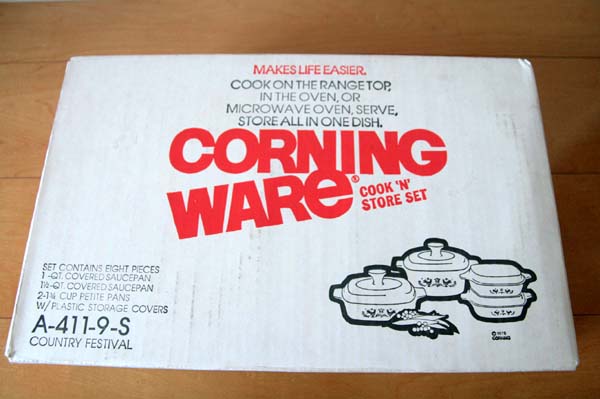 MAKES LIFE EASIER.
COOK ON THE RANGE TOP,
IN THE OVEN, OR
MICROWAVE OVEN, SERVE,
STORE ALL IN ONE DISH.
CORNING
WARe®
COOK 'N'
STORE SET
SET CONTAINS EIGHT PIECES
1-QT. COVERED SAUCEPAN
1½-QT. COVERED SAUCEPAN
2-1¾ CUP PETITE PANS
W/PLASTIC STORAGE COVERS
A-411-9-S
COUNTRY FESTIVAL
CORNING